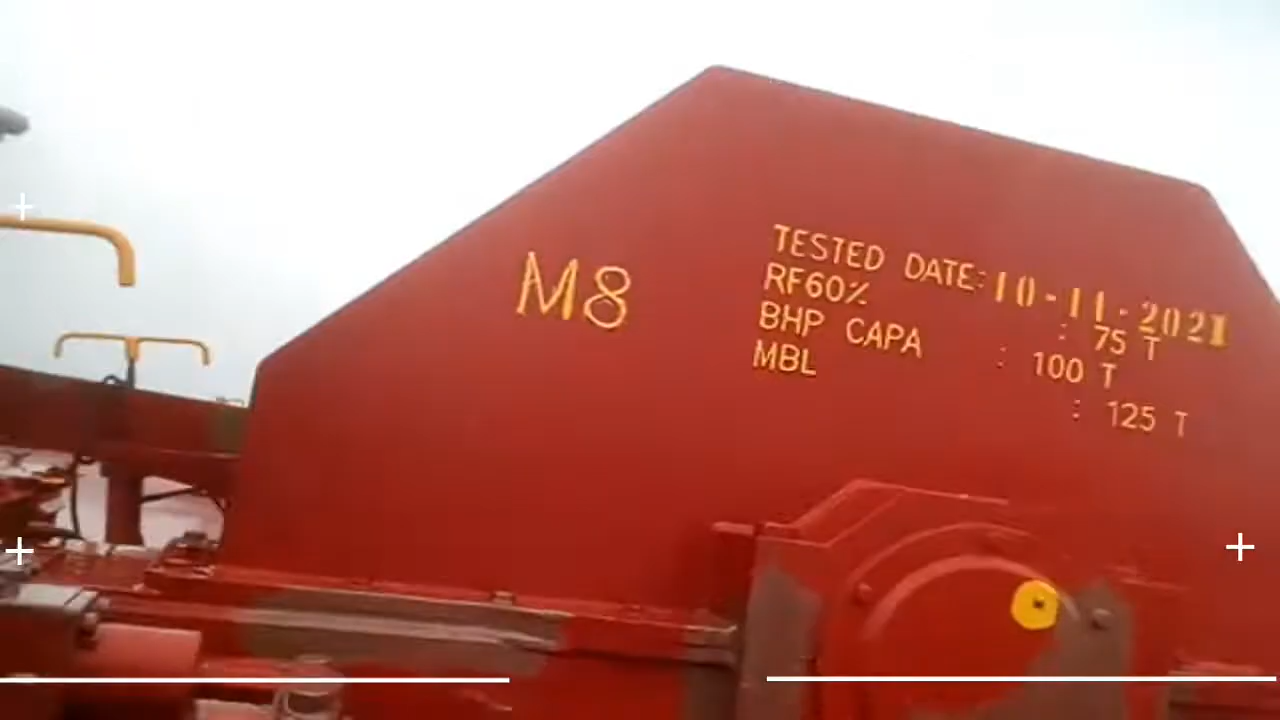 M8
TESTED DATE: 10-11-2021
RF60% : 75 T
BHP CAPA : 100 T
MBL : 125 T